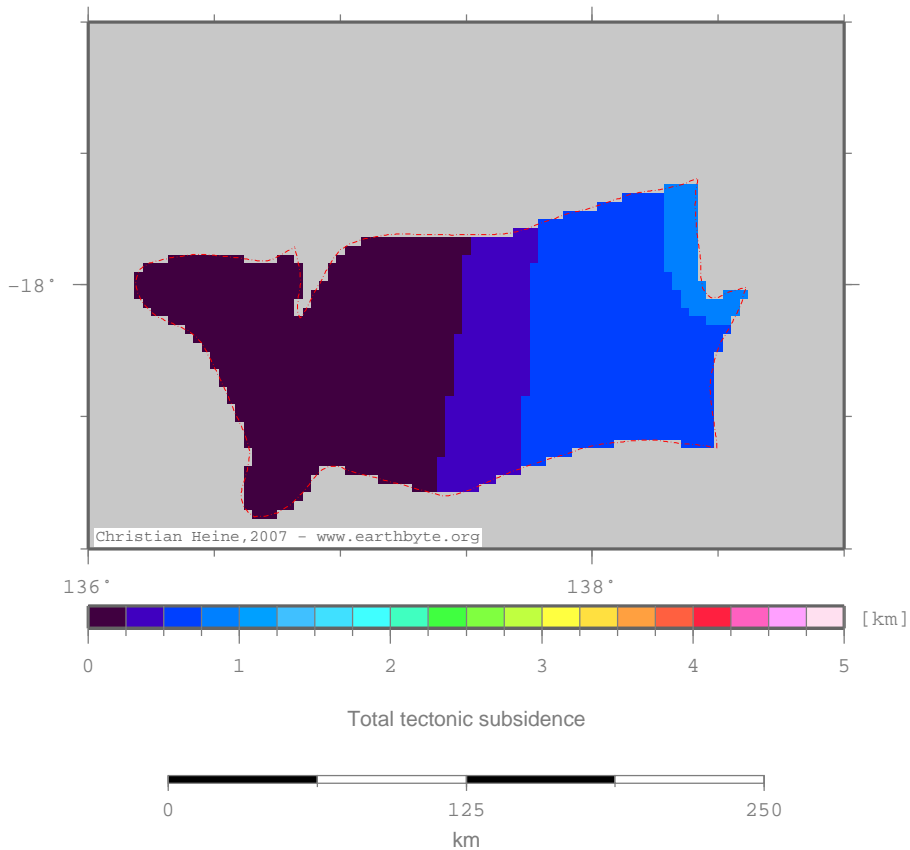 -18°
Christian Heine,2007 - www.earthbyte.org
136° 138°
[km]
0 1 2 3 4 5
Total tectonic subsidence
0 125 250
km